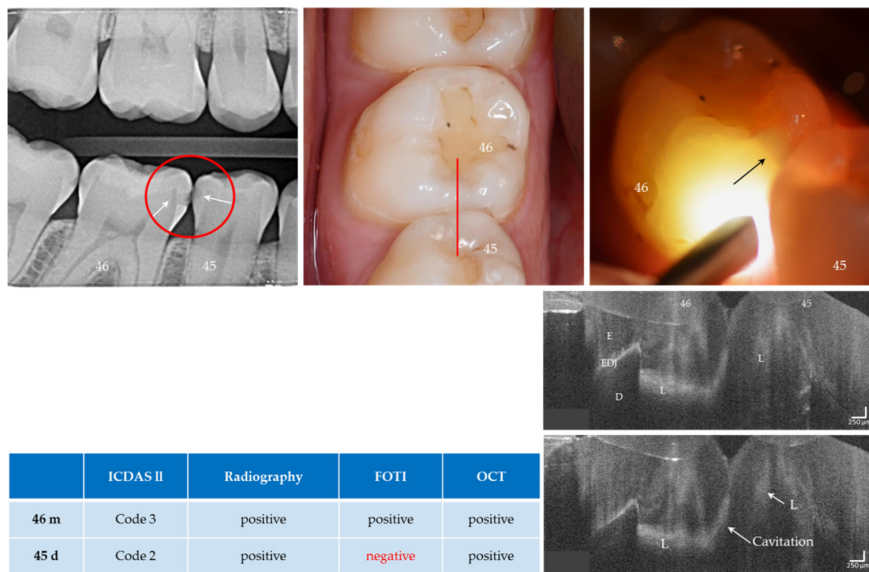 46
45
46
45
46
45
46
45
E
EDJ
L
L
D
250 µm
L
Cavitation
L
250 µm
ICDAS ll Radiography FOTI OCT
46 m Code 3 positive positive positive
45 d Code 2 positive negative positive